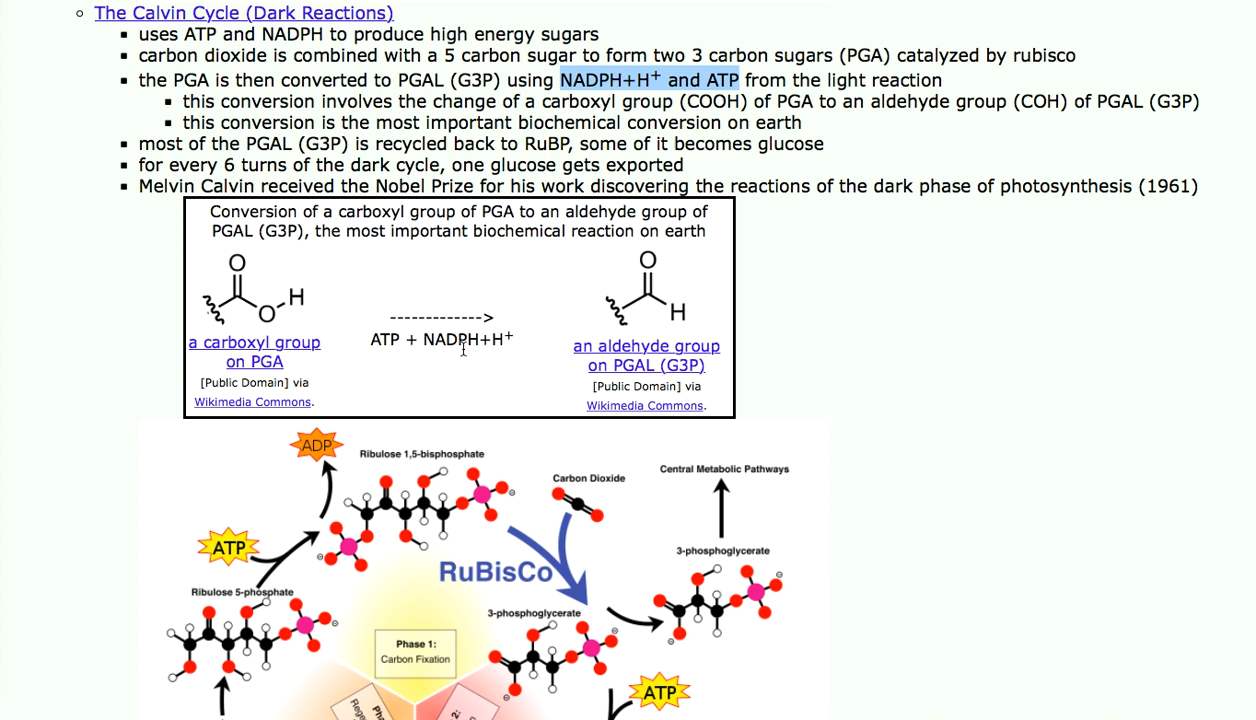 The Calvin Cycle (Dark Reactions)
uses ATP and NADPH to produce high energy sugars
carbon dioxide is combined with a 5 carbon sugar to form two 3 carbon sugars (PGA) catalyzed by rubisco
the PGA is then converted to PGAL (G3P) using NADPH+H⁺ and ATP from the light reaction
this conversion involves the change of a carboxyl group (COOH) of PGA to an aldehyde group (COH) of PGAL (G3P)
this conversion is the most important biochemical conversion on earth
most of the PGAL (G3P) is recycled back to RuBP, some of it becomes glucose
for every 6 turns of the dark cycle, one glucose gets exported
Melvin Calvin received the Nobel Prize for his work discovering the reactions of the dark phase of photosynthesis (1961)
Conversion of a carboxyl group of PGA to an aldehyde group of
PGAL (G3P), the most important biochemical reaction on earth
O
O
H
O
H
------------->
ATP + NADPH+H⁺
a carboxyl group
on PGA
[Public Domain] via
Wikimedia Commons.
an aldehyde group
on PGAL (G3P)
[Public Domain] via
Wikimedia Commons.
ADP
Ribulose 1,5-bisphosphate
Carbon Dioxide
Central Metabolic Pathways
ATP
3-phosphoglycerate
RuBisCo
Ribulose 5-phosphate
3-phosphoglycerate
Phase 1:
Carbon Fixation
ATP
2: